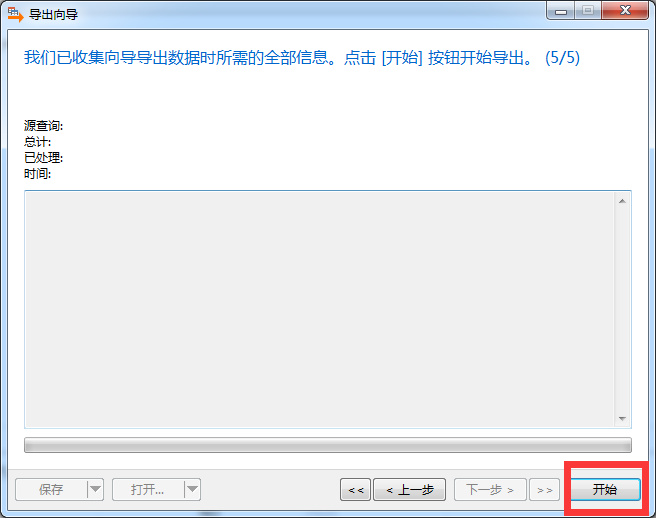 导出向导
我们已收集向导导出数据时所需的全部信息。点击 [开始] 按钮开始导出。 (5/5)
源查询:
总计:
已处理:
时间:
保存 打开... << < 上一步 下一步 > >> 开始